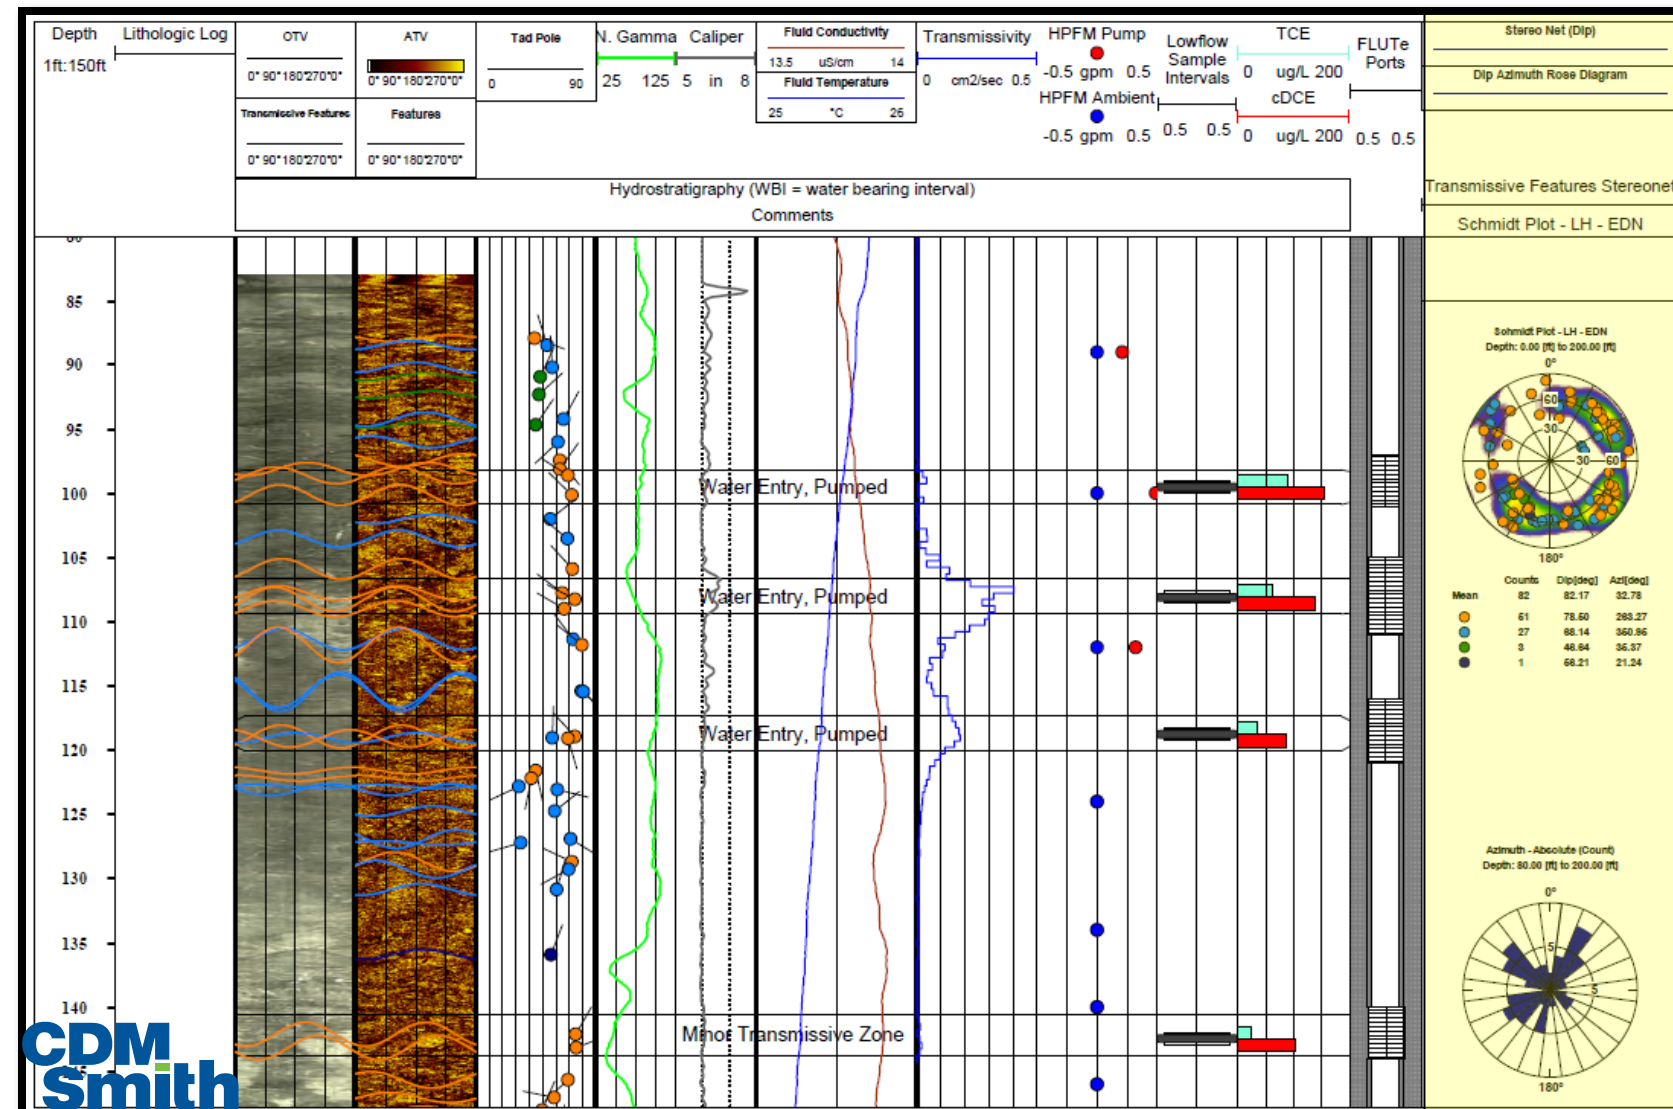 Depth
1ft:150ft
Lithologic Log
OTV
0° 90° 180°270°0°
ATV
0° 90° 180°270°0°
Transmissive Features
0° 90° 180°270°0°
Features
0° 90° 180°270°0°
Tad Pole
0 90
N. Gamma
25 125
Caliper
5 in 8
Fluid Conductivity
13.5 uS/cm 14
Fluid Temperature
25 °C 26
Transmissivity
0 cm2/sec 0.5
HPFM Pump
-0.5 gpm 0.5
HPFM Ambient
-0.5 gpm 0.5
Lowflow
Sample
Intervals
0.5 0.5
TCE
0 ug/L 200
cDCE
0 ug/L 200
FLUTe
Ports
0.5 0.5
Stereo Net (Dip)
Dip Azimuth Rose Diagram
Hydrostratigraphy (WBI = water bearing interval)
Comments
Transmissive Features Stereonet
Schmidt Plot - LH - EDN
85
90
95
100
105
110
115
120
125
130
135
140
Water Entry, Pumped
Water Entry, Pumped
Water Entry, Pumped
Minor Transmissive Zone
Schmidt Plot - LH - EDN
Depth: 0.00 [ft] to 200.00 [ft]
0°
60
30
30 60
180°
Counts Dip[deg] Azi[deg]
Mean 82 82.17 32.78
51 78.50 263.27
27 68.14 350.86
3 46.64 35.37
1 56.21 21.24
Azimuth - Absolute (Count)
Depth: 80.00 [ft] to 200.00 [ft]
0°
5
5
180°
CDM
Smith